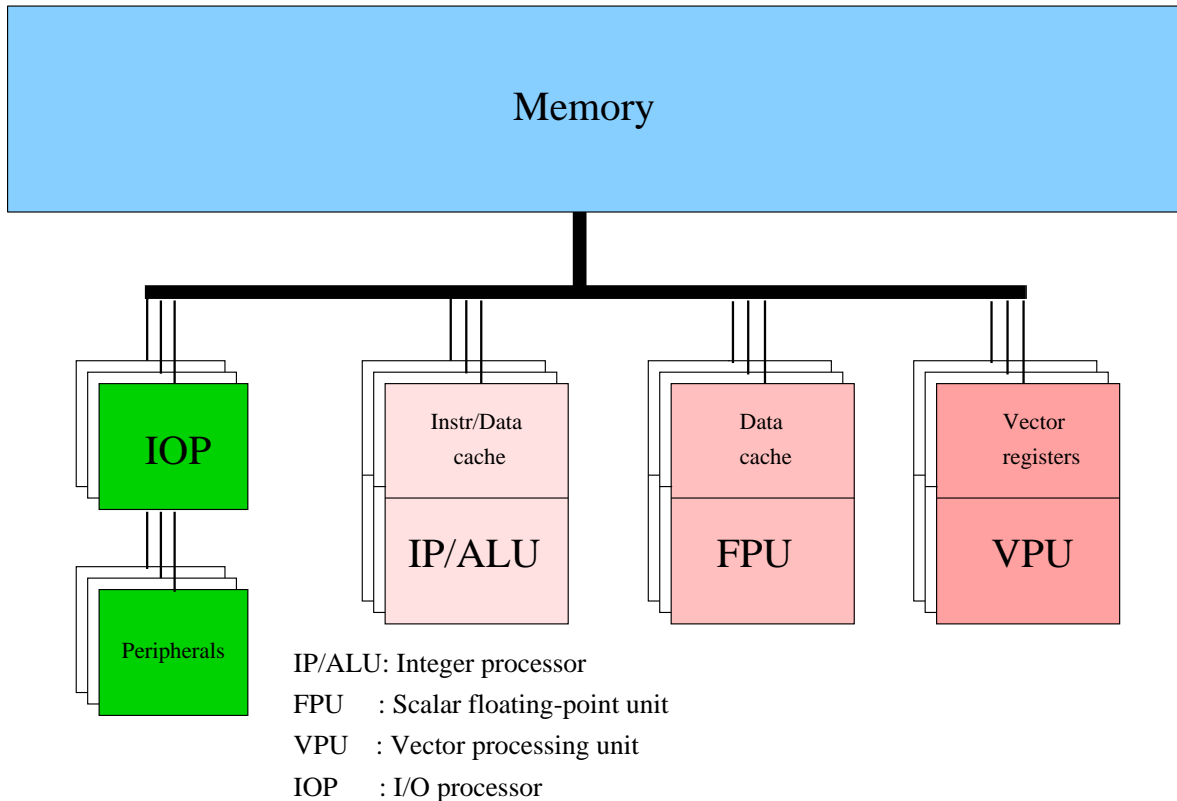 Memory
IOP
Instr/Data
cache
IP/ALU
Data
cache
FPU
Vector
registers
VPU
Peripherals
IP/ALU: Integer processor
FPU : Scalar floating-point unit
VPU : Vector processing unit
IOP : I/O processor